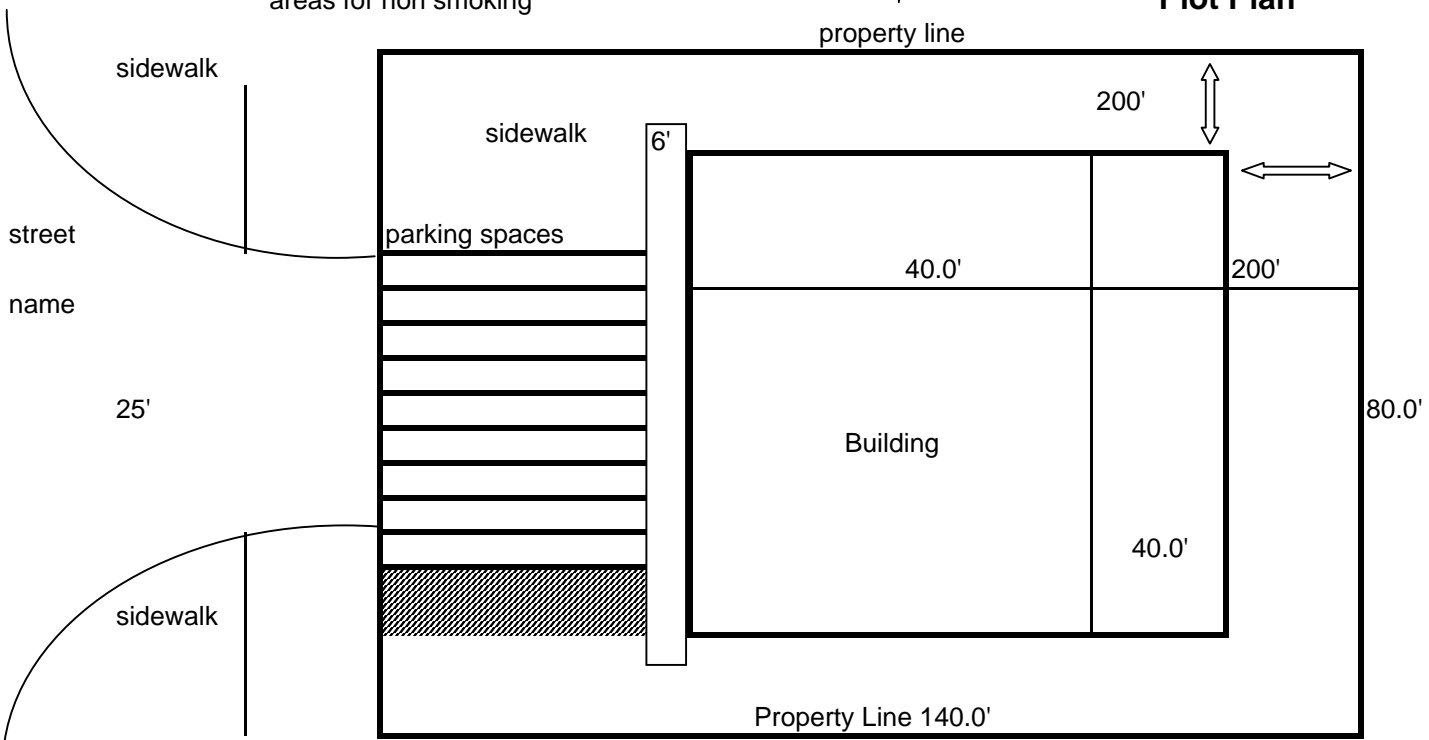 areas for non smoking
Plot Plan
property line
sidewalk
200'
sidewalk
6'
street
parking spaces
40.0'
200'
name
25'
80.0'
Building
40.0'
sidewalk
Property Line 140.0'